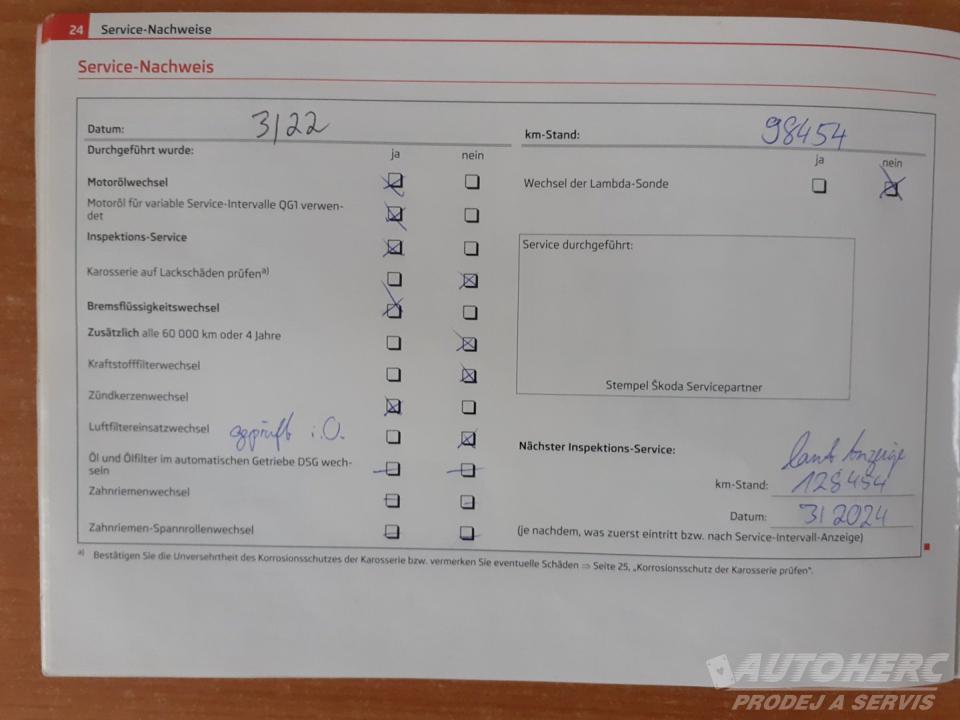 24 Service-Nachweise
Service-Nachweis
Datum: 3/22
km-Stand: 98454
Durchgeführt wurde: ja nein
ja nein
Motorölwechsel
Wechsel der Lambda-Sonde
Motoröl für variable Service-Intervalle QG1 verwen-
det
Inspektions-Service
Service durchgeführt:
Karosserie auf Lackschäden prüfen a)
Bremsflüssigkeitswechsel
Zusätzlich alle 60 000 km oder 4 Jahre
Kraftstofffilterwechsel
Stempel Škoda Servicepartner
Zündkerzenwechsel
Luftfiltereinsatzwechsel geprüft i.O.
Nächster Inspektions-Service: laut Anzeige
Öl und Ölfilter im automatischen Getriebe DSG wech-
seln
km-Stand: 128454
Zahnriemenwechsel
Datum: 3/2024
Zahnriemen-Spannrollenwechsel
(je nachdem, was zuerst eintritt bzw. nach Service-Intervall-Anzeige)
a) Bestätigen Sie die Unversehrtheit des Korrosionsschutzes der Karosserie bzw. vermerken Sie eventuelle Schäden ⇒ Seite 25, „Korrosionsschutz der Karosserie prüfen“.
AUTOHERC
PRODEJ A SERVIS